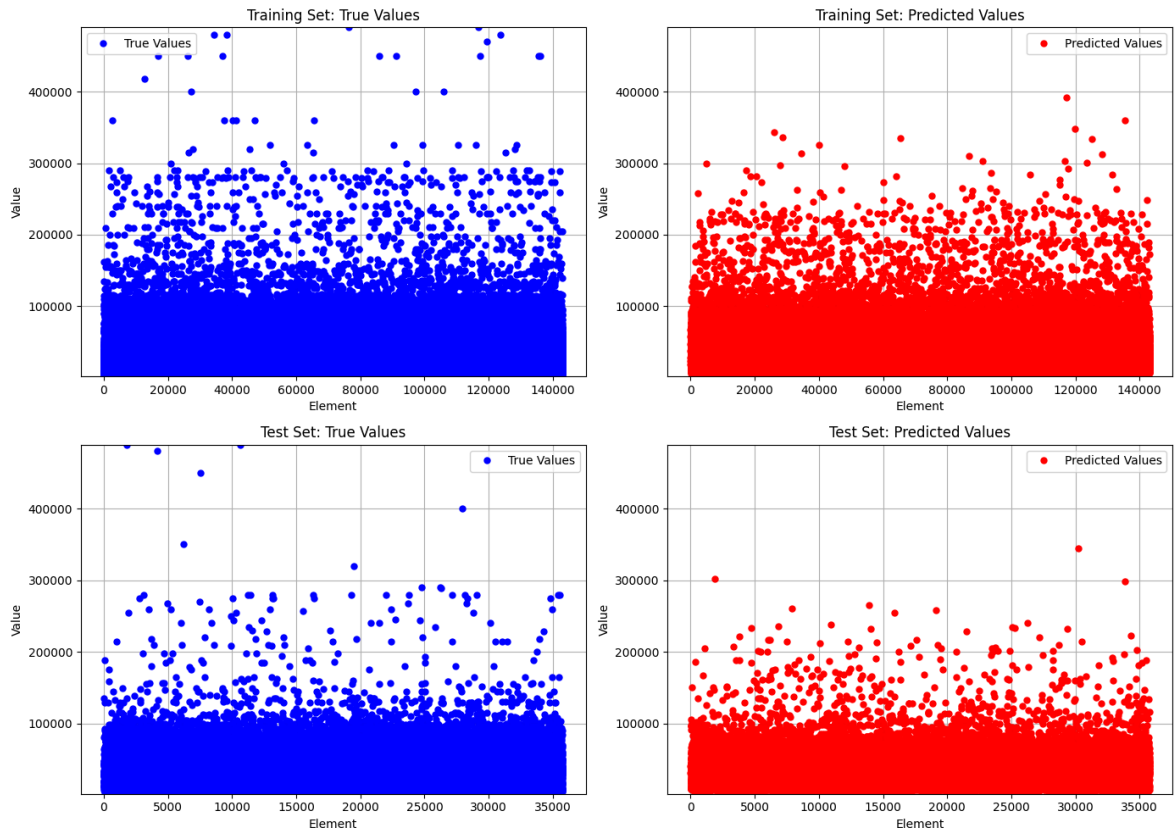 Training Set: True Values
True Values
Value
400000
300000
200000
100000
0 20000 40000 60000 80000 100000 120000 140000
Element
Training Set: Predicted Values
Predicted Values
Value
400000
300000
200000
100000
0 20000 40000 60000 80000 100000 120000 140000
Element
Test Set: True Values
True Values
Value
400000
300000
200000
100000
0 5000 10000 15000 20000 25000 30000 35000
Element
Test Set: Predicted Values
Predicted Values
Value
400000
300000
200000
100000
0 5000 10000 15000 20000 25000 30000 35000
Element